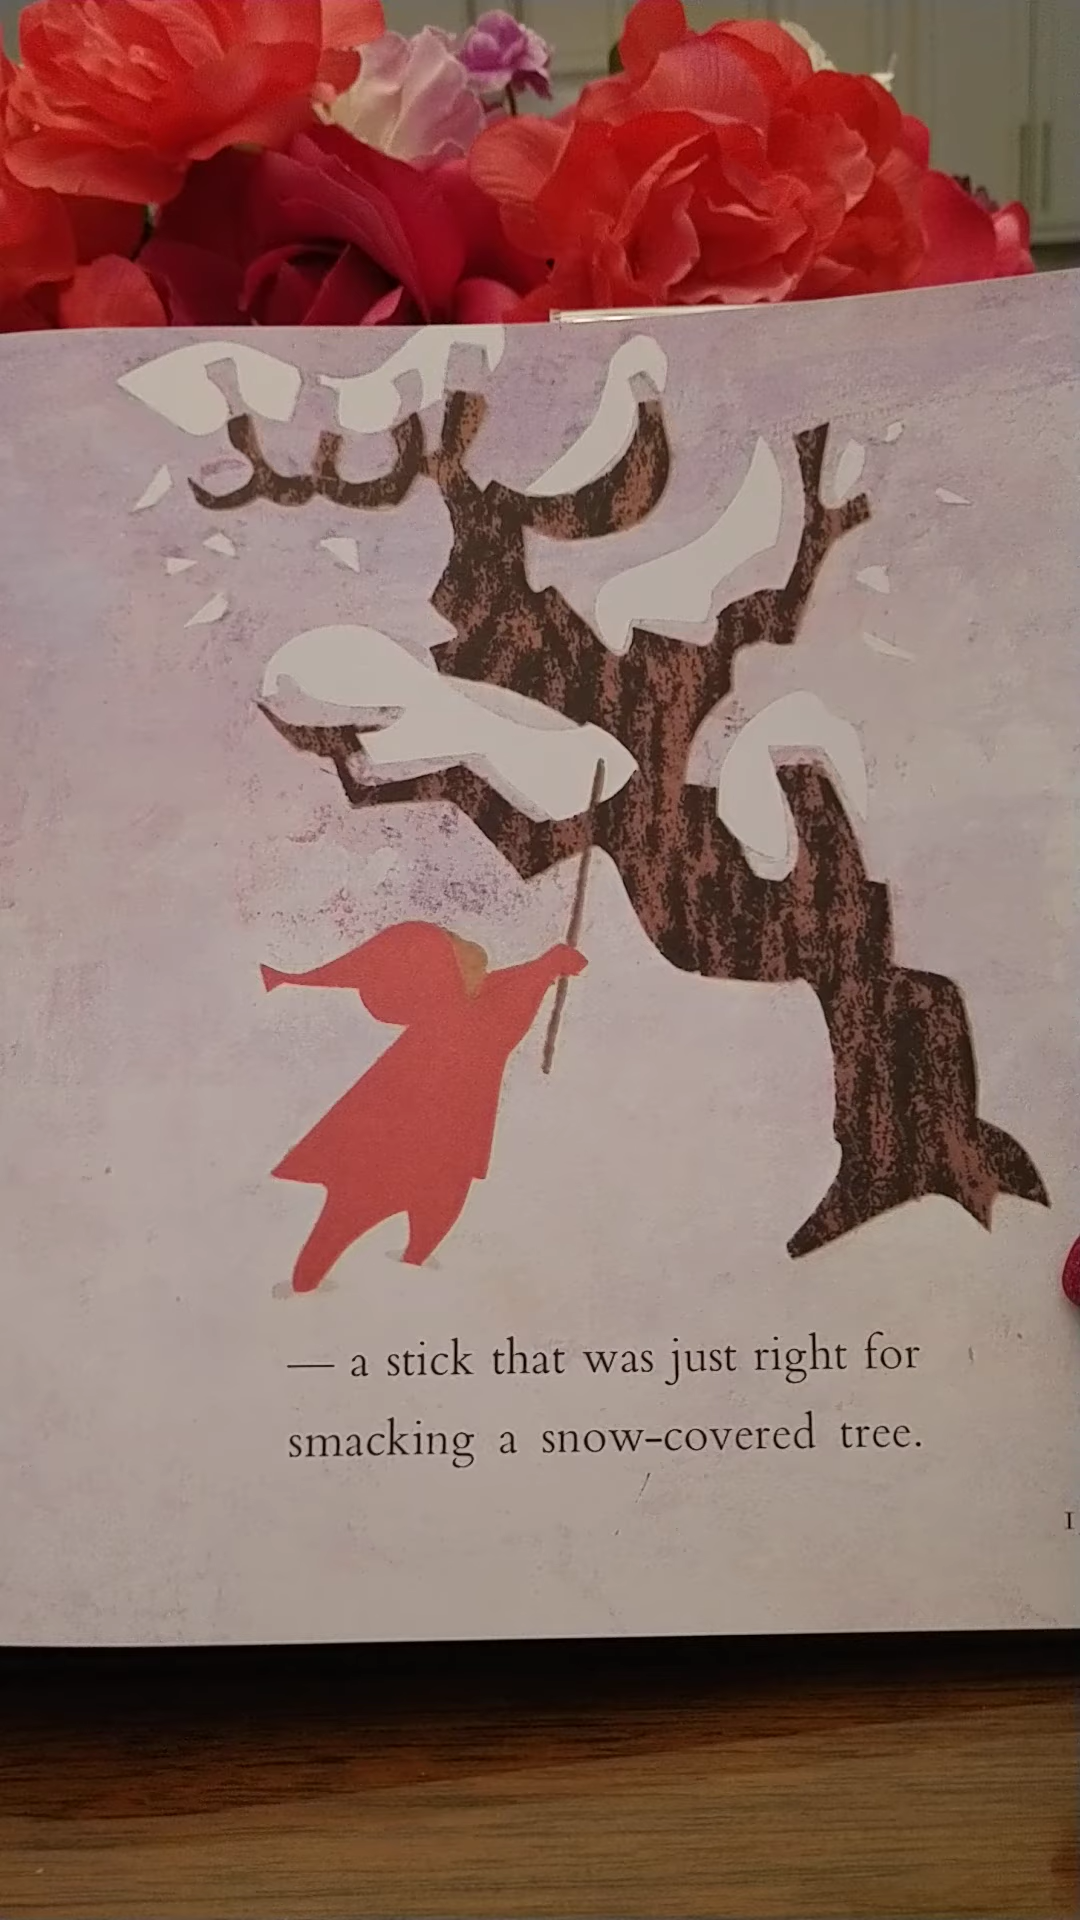 — a stick that was just right for
smacking a snow-covered tree.